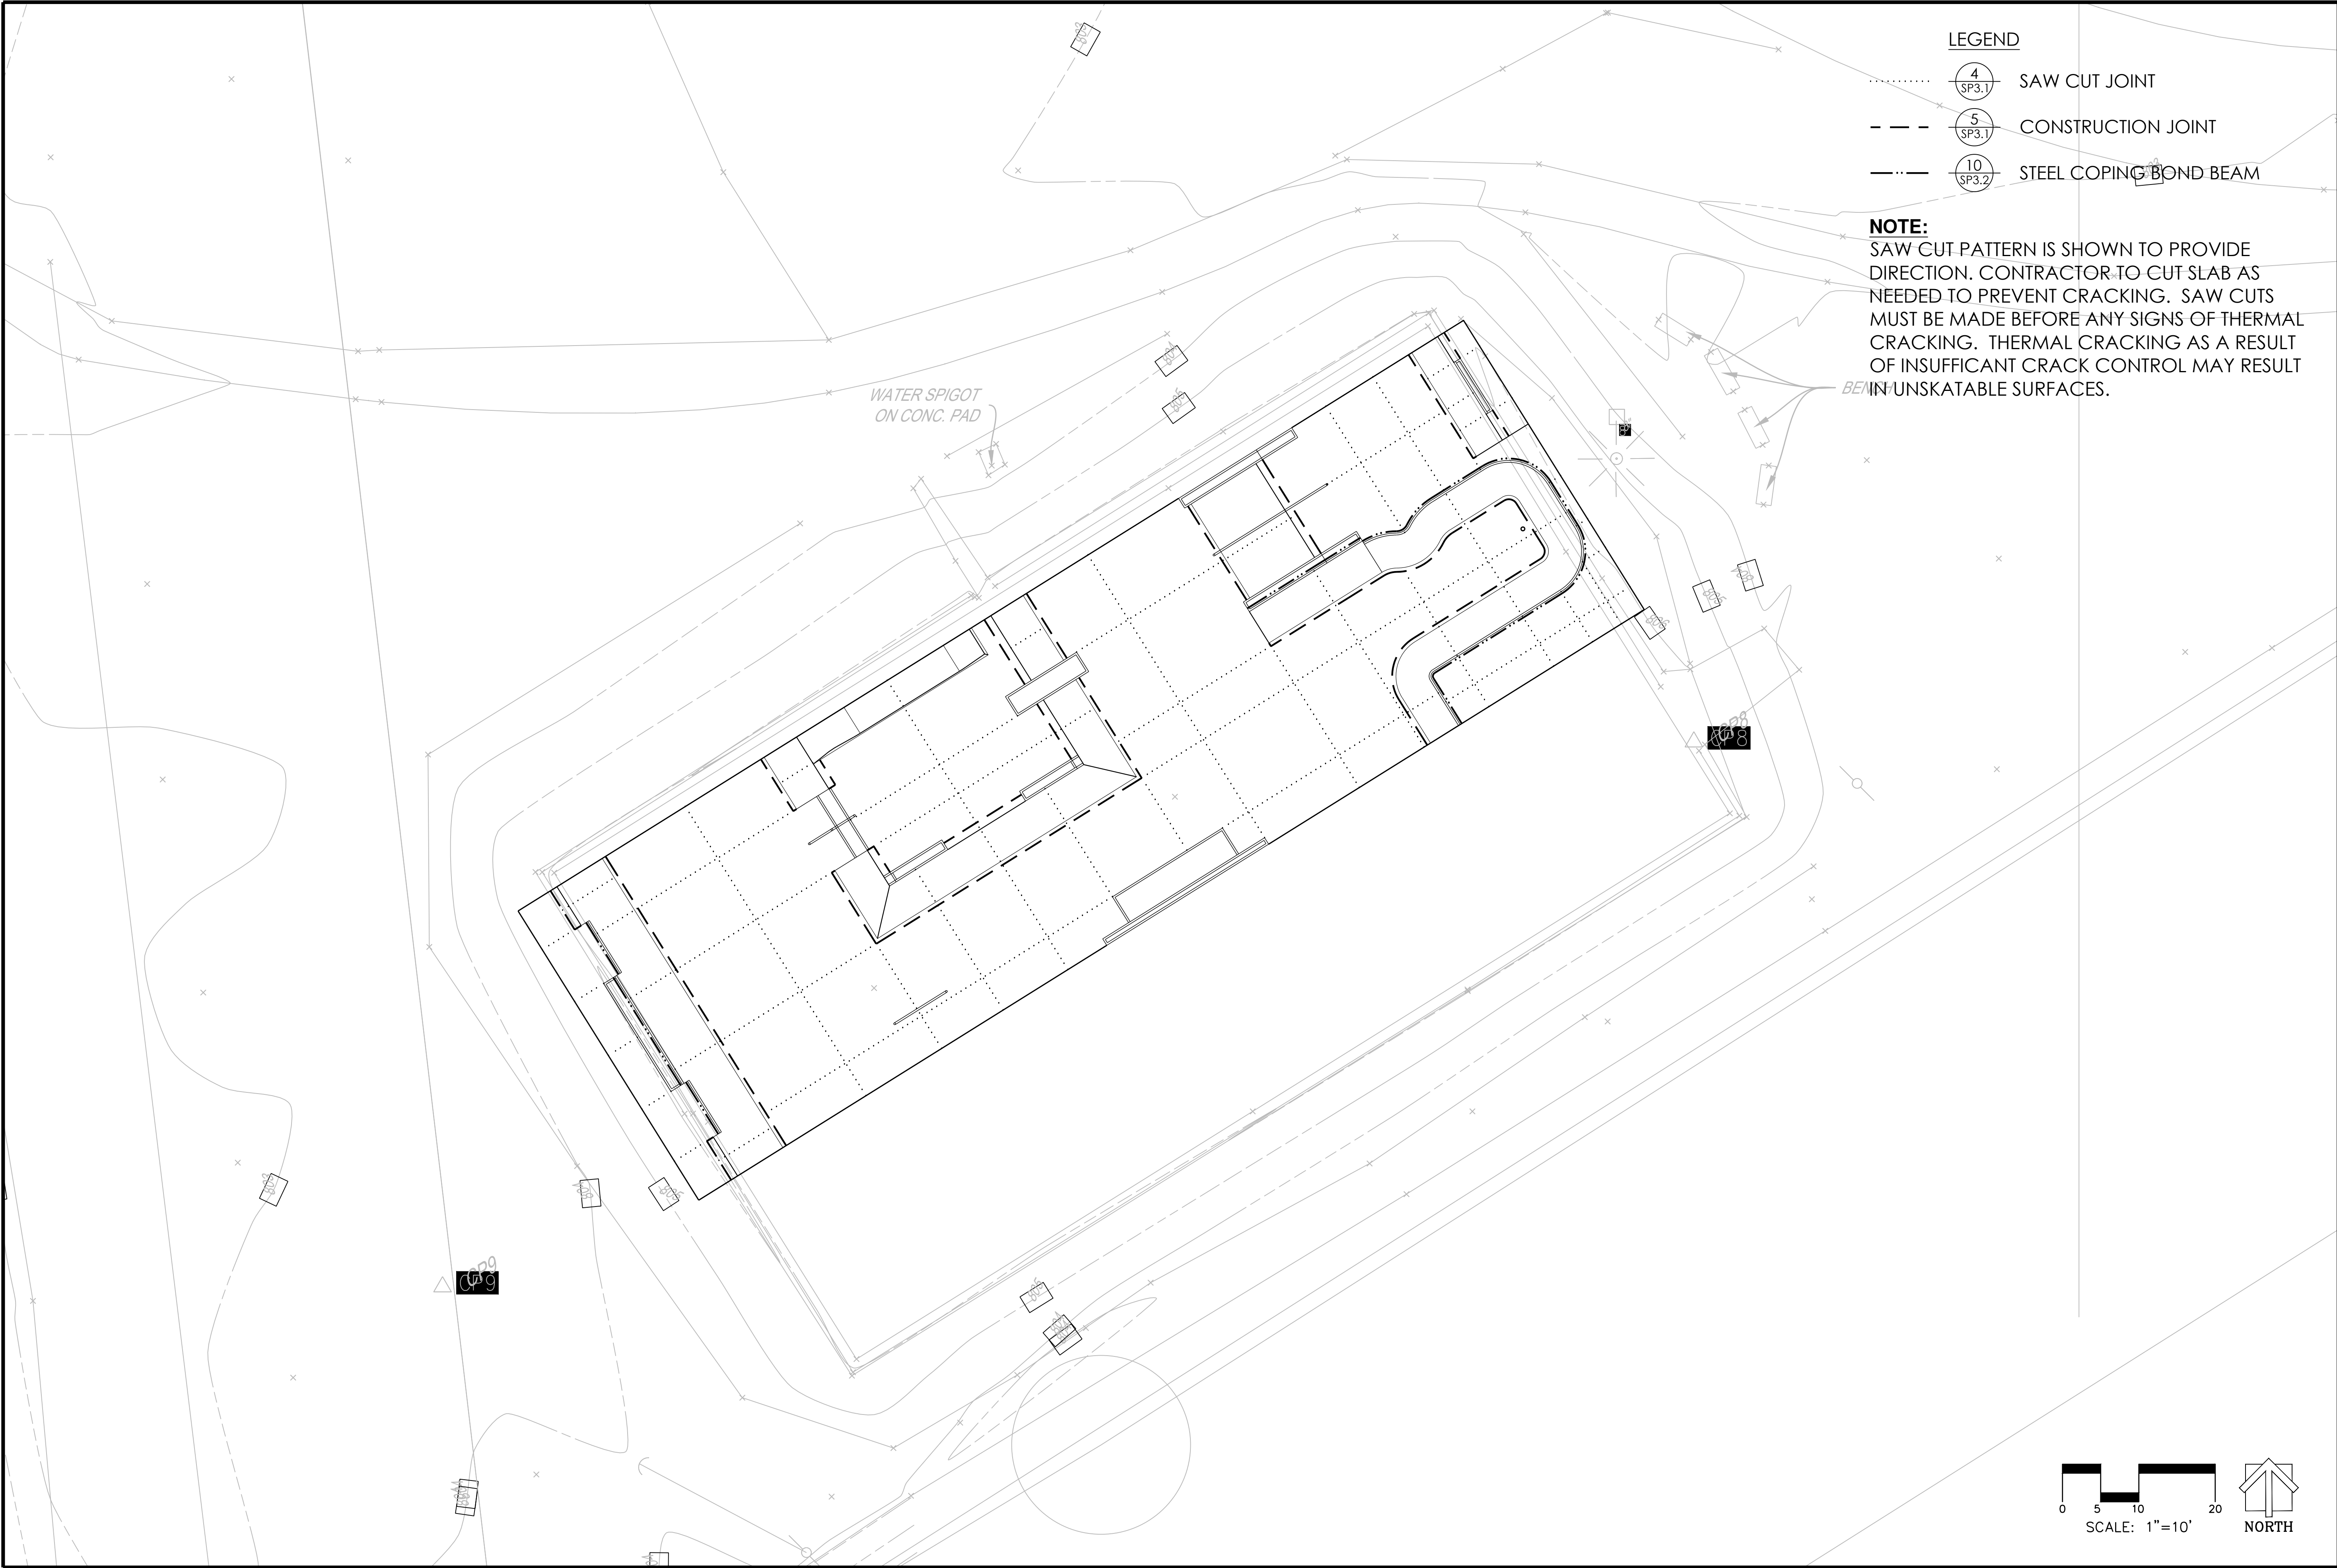 LEGEND
4
SP3.1
SAW CUT JOINT
5
SP3.1
CONSTRUCTION JOINT
10
SP3.2
STEEL COPING BOND BEAM
NOTE:
SAW CUT PATTERN IS SHOWN TO PROVIDE
DIRECTION. CONTRACTOR TO CUT SLAB AS
NEEDED TO PREVENT CRACKING. SAW CUTS
MUST BE MADE BEFORE ANY SIGNS OF THERMAL
CRACKING. THERMAL CRACKING AS A RESULT
OF INSUFFICANT CRACK CONTROL MAY RESULT
IN UNSKATABLE SURFACES.
WATER SPIGOT
ON CONC. PAD
CP8
CP9
0 5 10 20
SCALE: 1"=10'
NORTH